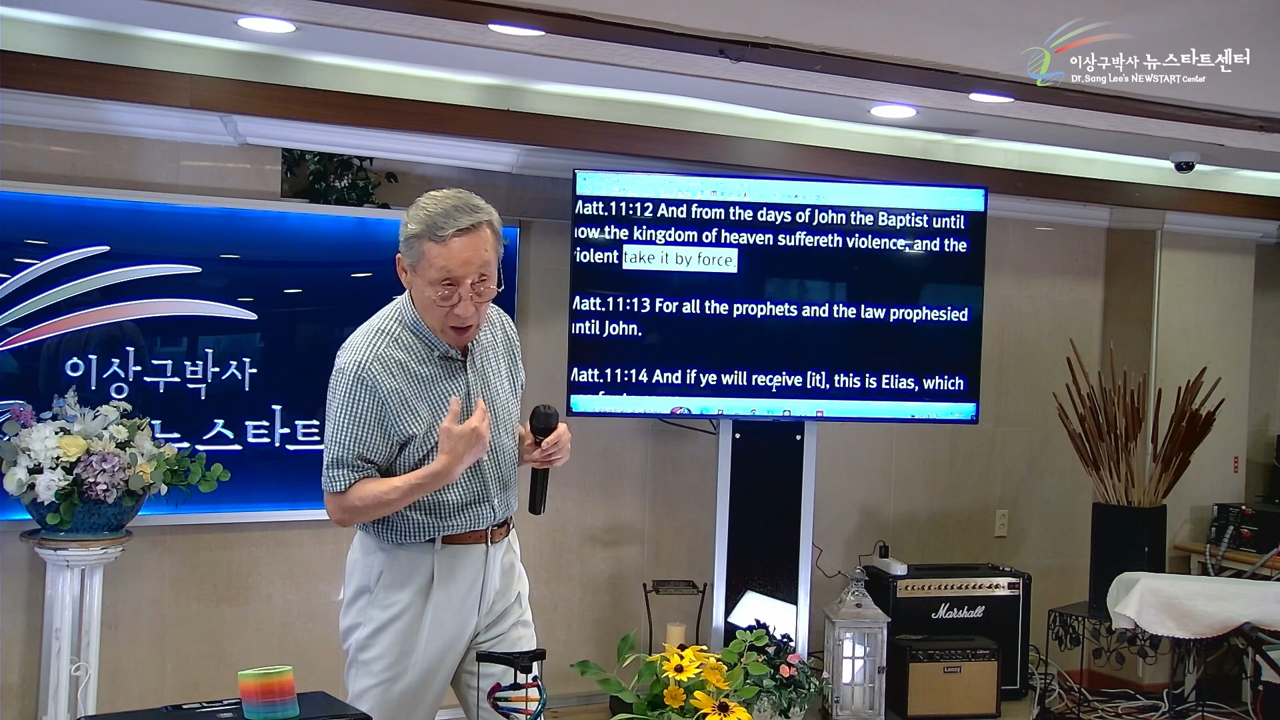 이상구박사 뉴스타트센터
Dr. Sang Lee's NEWSTART Center
Matt.11:12 And from the days of John the Baptist until
now the kingdom of heaven suffereth violence, and the
violent take it by force.
Matt.11:13 For all the prophets and the law prophesied
until John.
Matt.11:14 And if ye will receive [it], this is Elias, which
이상구박사
뉴스타트
Marshall
Laney